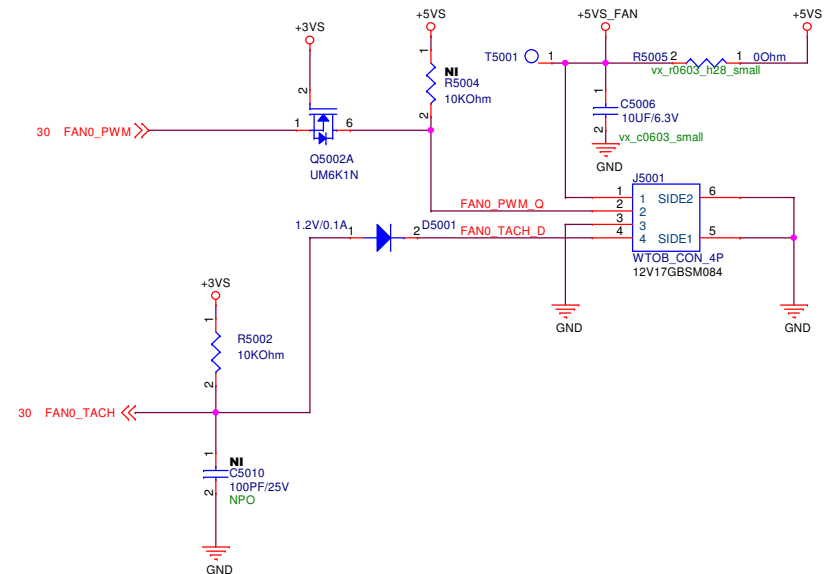 +3VS
+5VS
+5VS_FAN
+5VS
T5001
1
R5005
2
1
0Ohm
vx_r0603_h28_small
1
NI
R5004
10KOhm
2
2
1
C5006
10UF/6.3V
2
vx_c0603_small
GND
30
FAN0_PWM
1
6
Q5002A
UM6K1N
J5001
FAN0_PWM_Q
1
2
3
4
1
2
3
4
SIDE2
SIDE1
6
5
WTOB_CON_4P
12V17GBSM084
1.2V/0.1A
1
2
D5001
FAN0_TACH_D
GND
GND
+3VS
1
R5002
10KOhm
2
30
FAN0_TACH
1
NI
C5010
100PF/25V
2
NPO
GND